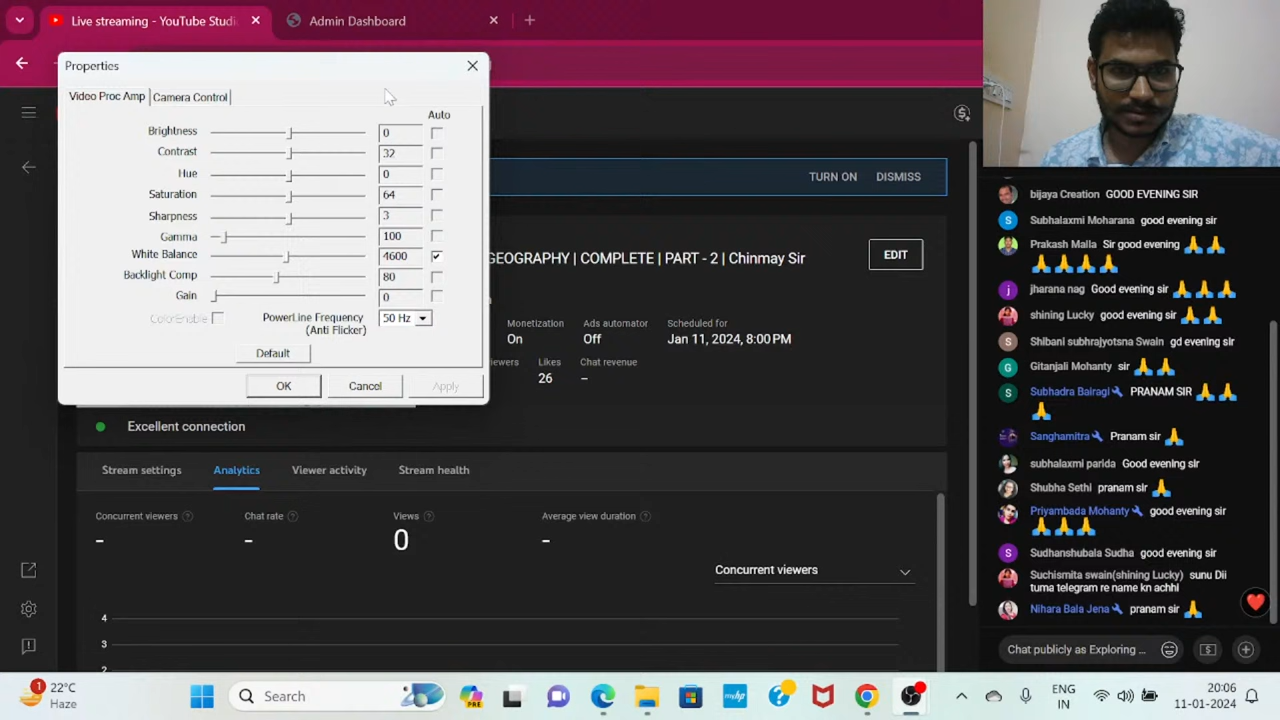 Live streaming - YouTube Studi
Admin Dashboard
Properties
Video Proc Amp
Camera Control
Auto
Brightness 0
Contrast 32
Hue 0
Saturation 64
Sharpness 3
Gamma 100
White Balance 4600
Backlight Comp 80
Gain 0
ColorEnable
PowerLine Frequency 50 Hz
(Anti Flicker)
Default
OK
Cancel
Apply
TURN ON
DISMISS
GEOGRAPHY | COMPLETE | PART - 2 | Chinmay Sir
EDIT
Monetization
On
Ads automator
Off
Scheduled for
Jan 11, 2024, 8:00 PM
ewers
Likes
26
Chat revenue
–
Excellent connection
Stream settings
Analytics
Viewer activity
Stream health
Concurrent viewers
-
Chat rate
-
Views
0
Average view duration
-
Concurrent viewers
4
3
2
bijaya Creation GOOD EVENING SIR
Subhalaxmi Moharana good evening sir
Prakash Malla Sir good evening 🙏🙏
🙏🙏🙏🙏
jharana nag Good evening sir🙏🙏🙏
shining Lucky good evening sir🙏🙏
Shibani subhrajyotsna Swain gd evening sir
Gitanjali Mohanty sir 🙏🙏
Subhadra Bairagi PRANAM SIR 🙏🙏
🙏
Sanghamitra Pranam sir 🙏
subhalaxmi parida Good evening sir
Shubha Sethi pranam sir 🙏
Priyambada Mohanty good evening sir
🙏🙏🙏
Sudhanshubala Sudha good evening sir
Suchismita swain(shining Lucky) sunu Dii
tuma telegram re name kn achhi
Nihara Bala Jena pranam sir 🙏
Chat publicly as Exploring ...
1
22°C
Haze
Search
PRE
ENG
IN
20:06
11-01-2024